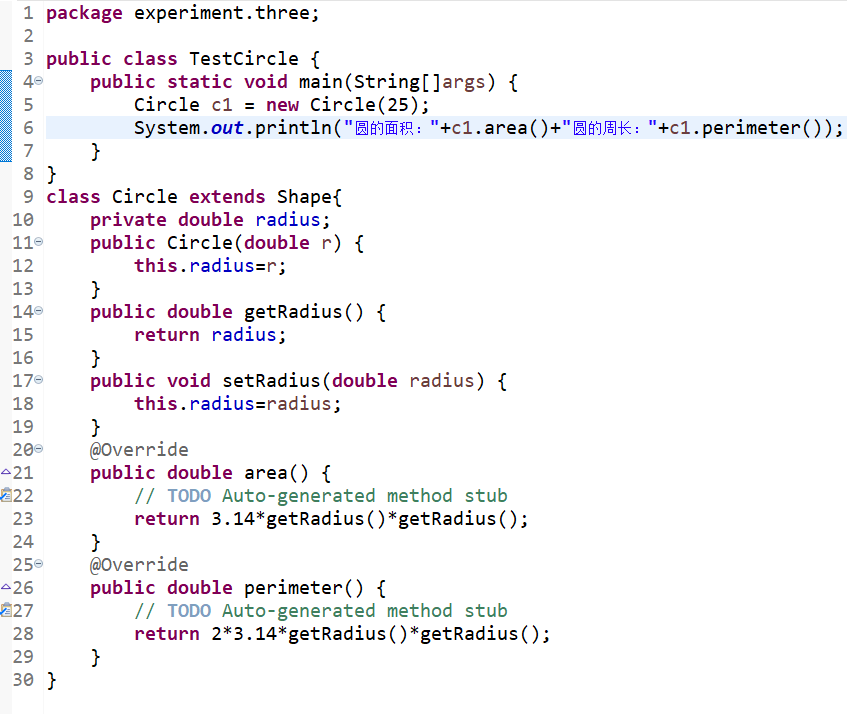 1 package experiment.three;
2
3 public class TestCircle {
4 public static void main(String[]args) {
5 Circle c1 = new Circle(25);
6 System.out.println("圆的面积："+c1.area()+"圆的周长："+c1.perimeter());
7 }
8 }
9 class Circle extends Shape{
10 private double radius;
11 public Circle(double r) {
12 this.radius=r;
13 }
14 public double getRadius() {
15 return radius;
16 }
17 public void setRadius(double radius) {
18 this.radius=radius;
19 }
20 @Override
21 public double area() {
22 // TODO Auto-generated method stub
23 return 3.14*getRadius()*getRadius();
24 }
25 @Override
26 public double perimeter() {
27 // TODO Auto-generated method stub
28 return 2*3.14*getRadius()*getRadius();
29 }
30 }